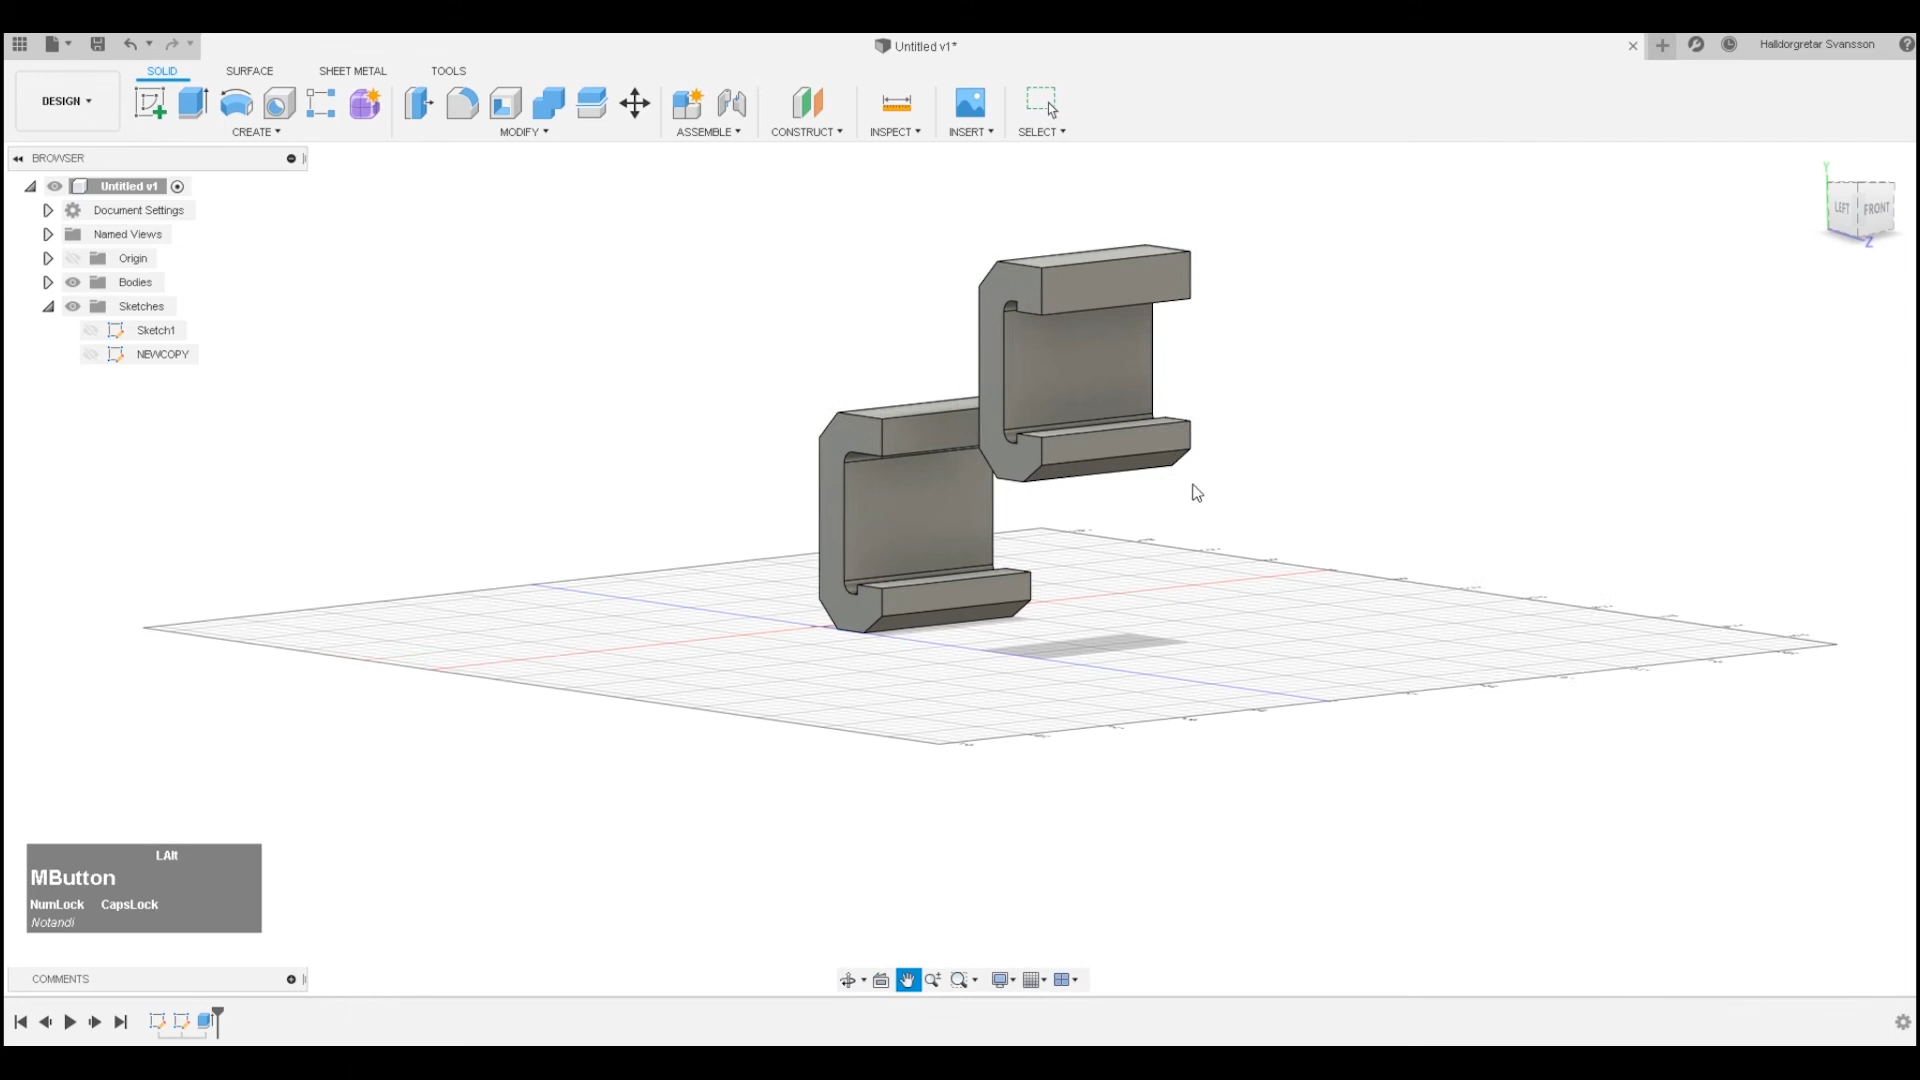 Untitled v1*
Halldorgretar Svansson
SOLID
SURFACE
SHEET METAL
TOOLS
DESIGN
CREATE
MODIFY
ASSEMBLE
CONSTRUCT
INSPECT
INSERT
SELECT
BROWSER
Untitled v1
Document Settings
Named Views
Origin
Bodies
Sketches
Sketch1
NEWCOPY
Y
LEFT
FRONT
Z
LAlt
MButton
NumLock CapsLock
Notandi
COMMENTS